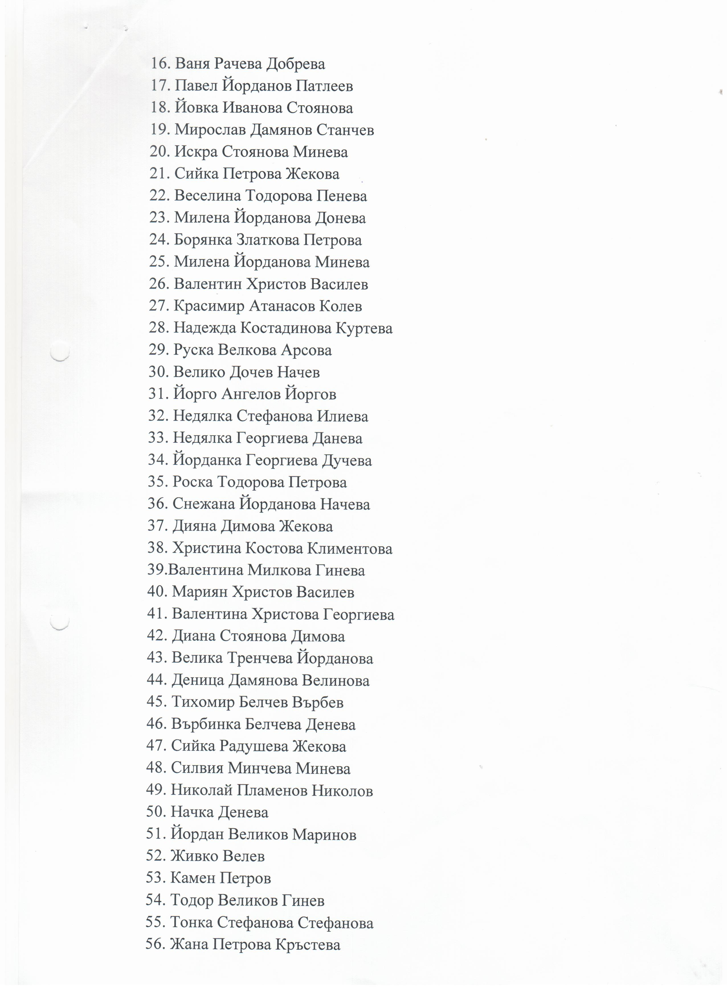 16. Ваня Рачева Добрева
17. Павел Йорданов Патлеев
18. Йовка Иванова Стоянова
19. Мирослав Дамянов Станчев
20. Искра Стоянова Минева
21. Сийка Петрова Жекова
22. Веселина Тодорова Пенева
23. Милена Йорданова Донева
24. Борянка Златкова Петрова
25. Милена Йорданова Минева
26. Валентин Христов Василев
27. Красимир Атанасов Колев
28. Надежда Костадинова Куртева
29. Руска Велкова Арсова
30. Велико Дочев Начев
31. Йорго Ангелов Йоргов
32. Недялка Стефанова Илиева
33. Недялка Георгиева Данева
34. Йорданка Георгиева Дучева
35. Роска Тодорова Петрова
36. Снежана Йорданова Начева
37. Дияна Димова Жекова
38. Христина Костова Климентова
39.Валентина Милкова Гинева
40. Мариян Христов Василев
41. Валентина Христова Георгиева
42. Диана Стоянова Димова
43. Велика Тренчева Йорданова
44. Деница Дамянова Велинова
45. Тихомир Белчев Върбев
46. Върбинка Белчева Денева
47. Сийка Радушева Жекова
48. Силвия Минчева Минева
49. Николай Пламенов Николов
50. Начка Денева
51. Йордан Великов Маринов
52. Живко Велев
53. Камен Петров
54. Тодор Великов Гинев
55. Тонка Стефанова Стефанова
56. Жана Петрова Кръстева